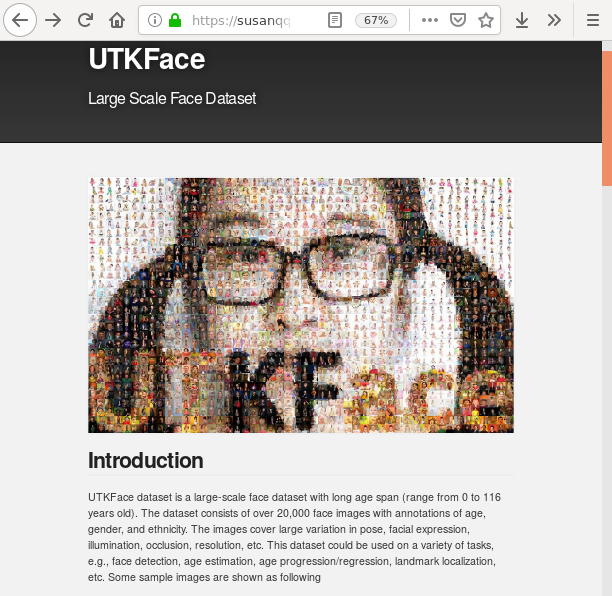 https://susanqq
67%
UTKFace
Large Scale Face Dataset
UTKFace
Introduction
UTKFace dataset is a large-scale face dataset with long age span (range from 0 to 116
years old). The dataset consists of over 20,000 face images with annotations of age,
gender, and ethnicity. The images cover large variation in pose, facial expression,
illumination, occlusion, resolution, etc. This dataset could be used on a variety of tasks,
e.g., face detection, age estimation, age progression/regression, landmark localization,
etc. Some sample images are shown as following